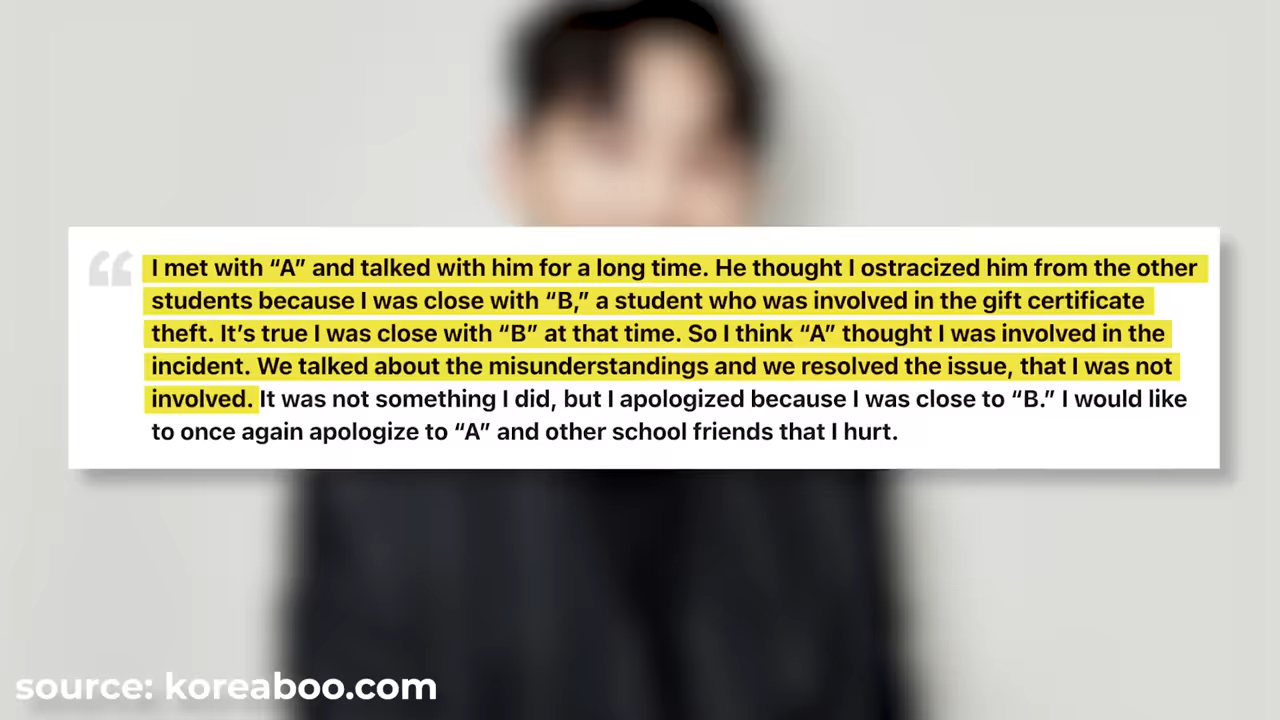 “
I met with “A” and talked with him for a long time. He thought I ostracized him from the other
students because I was close with “B,” a student who was involved in the gift certificate
theft. It’s true I was close with “B” at that time. So I think “A” thought I was involved in the
incident. We talked about the misunderstandings and we resolved the issue, that I was not
involved. It was not something I did, but I apologized because I was close to “B.” I would like
to once again apologize to “A” and other school friends that I hurt.
source: koreaboo.com